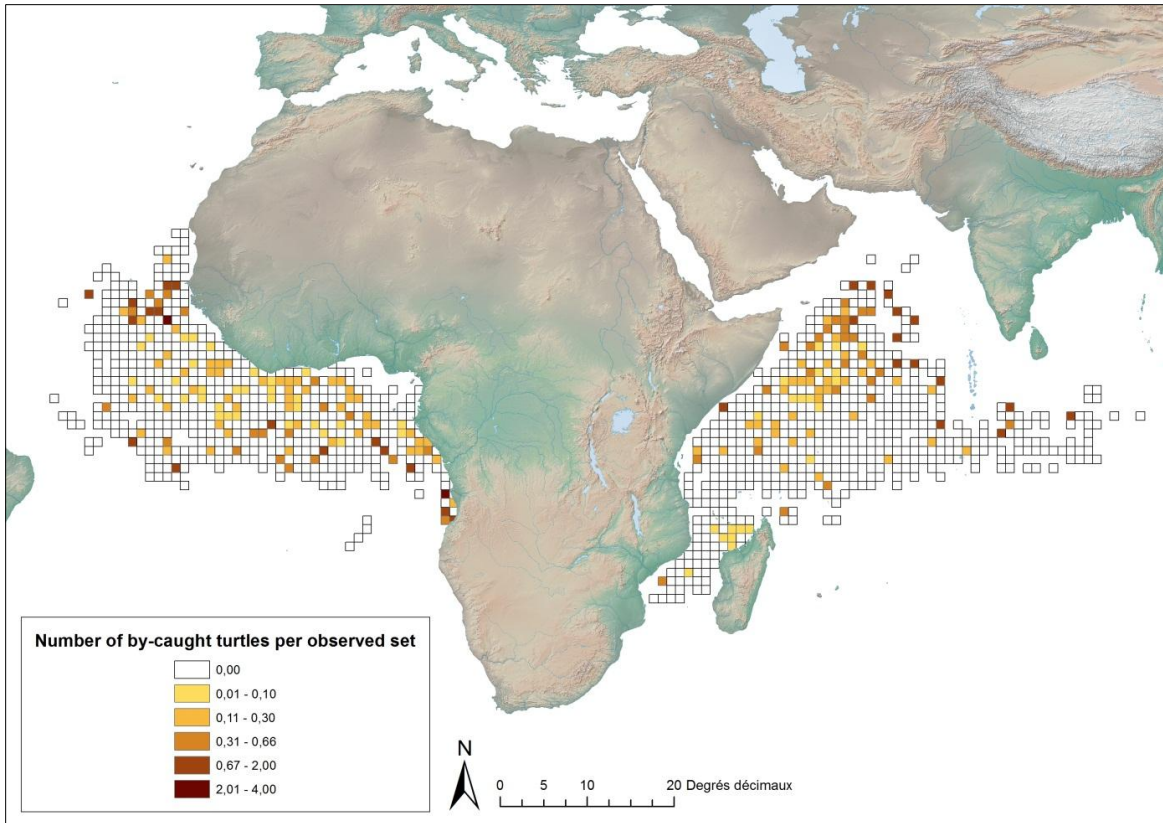 Number of by-caught turtles per observed set
0,00
0,01 - 0,10
0,11 - 0,30
0,31 - 0,66
0,67 - 2,00
2,01 - 4,00
N
0 5 10 20 Degrés décimaux